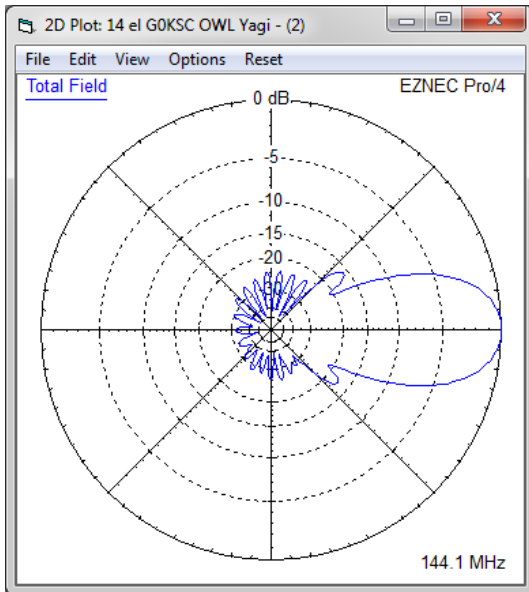 2D Plot: 14 el G0KSC OWL Yagi - (2)
File Edit View Options Reset
Total Field
EZNEC Pro/4
0 dB
-5
-10
-15
-20
30
144.1 MHz